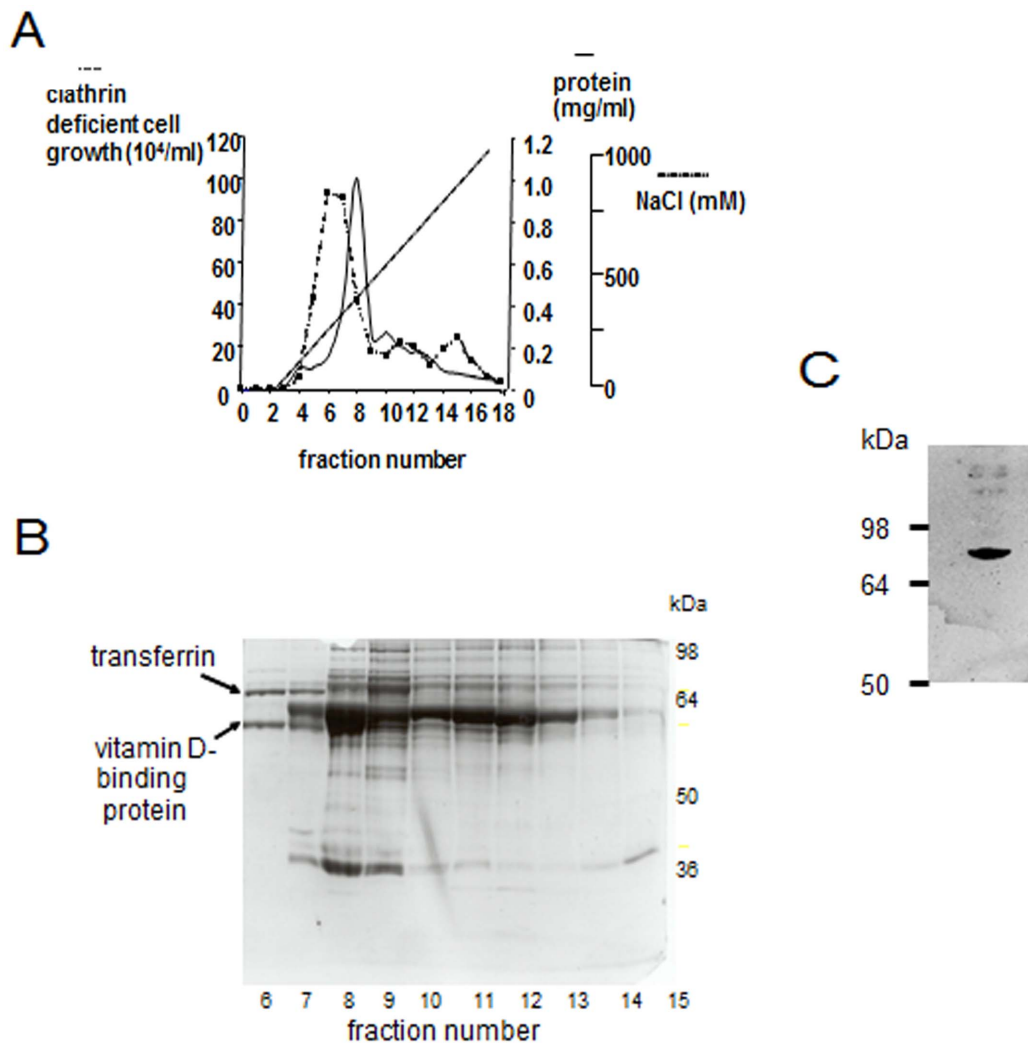 A
clathrin
deficient cell
growth (10⁴/ml)
protein
(mg/ml)
NaCl (mM)
120
100
80
60
40
20
0
1.2
1.0
0.8
0.6
0.4
0.2
0
1000
500
0
0 2 4 6 8 10 12 14 16 18
fraction number
B
transferrin
vitamin D-
binding
protein
kDa
98
64
50
36
6 7 8 9 10 11 12 13 14 15
fraction number
C
kDa
98
64
50